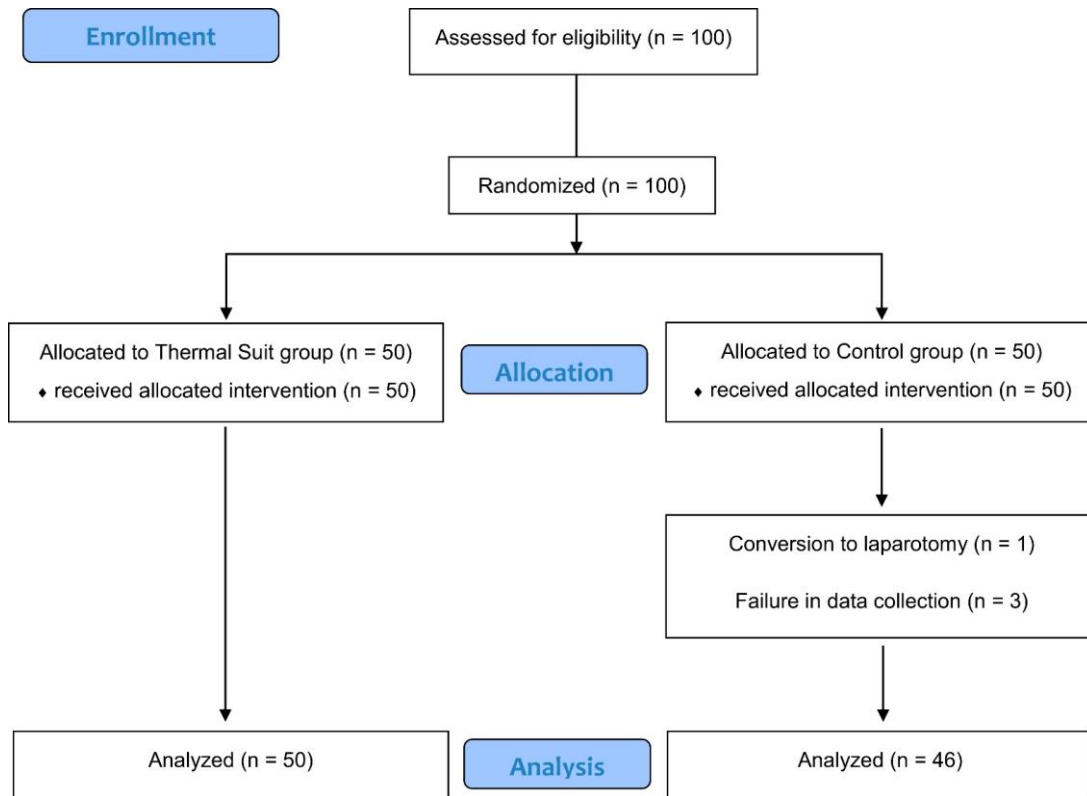 Enrollment
Assessed for eligibility (n = 100)
Randomized (n = 100)
Allocated to Thermal Suit group (n = 50)
♦ received allocated intervention (n = 50)
Allocation
Allocated to Control group (n = 50)
♦ received allocated intervention (n = 50)
Conversion to laparotomy (n = 1)
Failure in data collection (n = 3)
Analyzed (n = 50)
Analysis
Analyzed (n = 46)